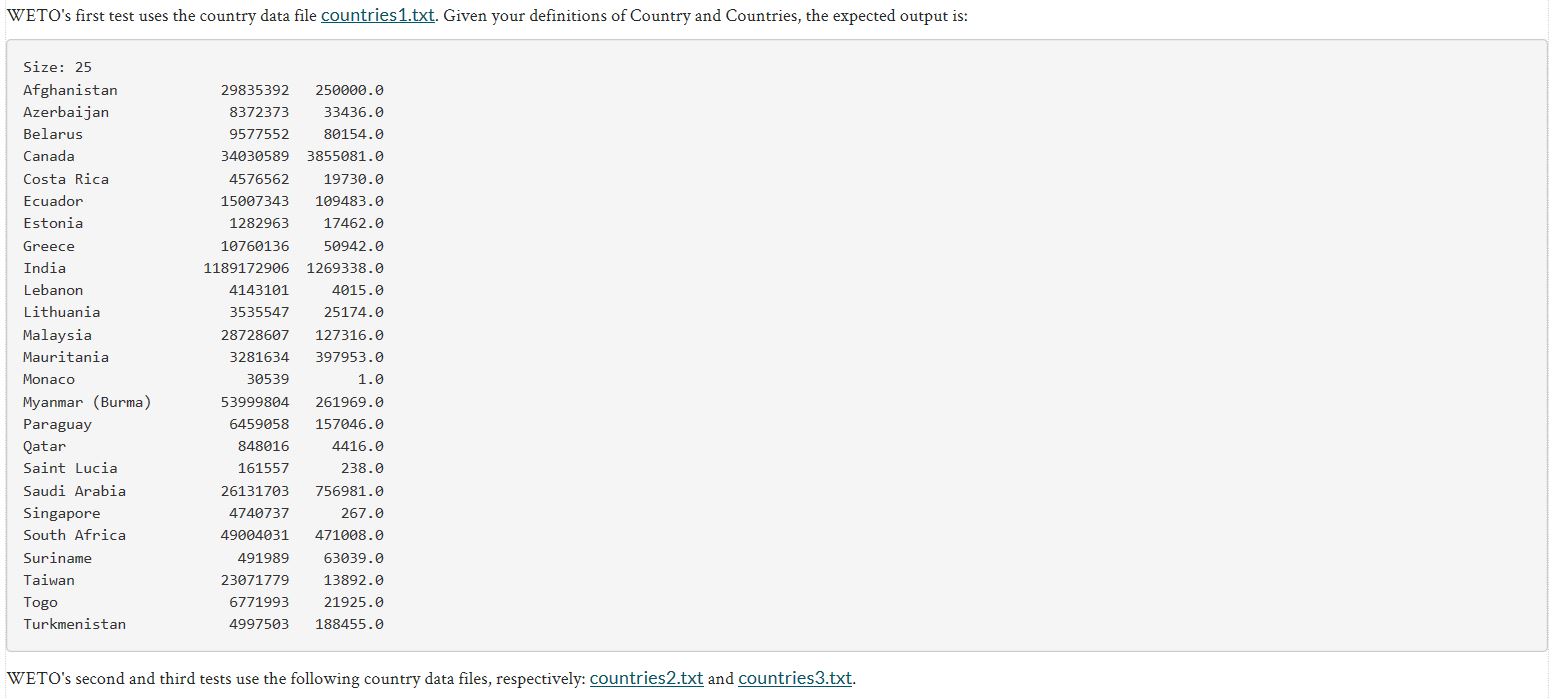 WETO's first test uses the country data file countries1.txt. Given your definitions of Country and Countries, the expected output is:
Size: 25
Afghanistan            29835392   250000.0
Azerbaijan              8372373    33436.0
Belarus                 9577552    80154.0
Canada                 34030589  3855081.0
Costa Rica              4576562    19730.0
Ecuador                15007343   109483.0
Estonia                 1282963    17462.0
Greece                 10760136    50942.0
India                1189172906  1269338.0
Lebanon                 4143101     4015.0
Lithuania               3535547    25174.0
Malaysia               28728607   127316.0
Mauritania              3281634   397953.0
Monaco                    30539        1.0
Myanmar (Burma)        53999804   261969.0
Paraguay                6459058   157046.0
Qatar                    848016     4416.0
Saint Lucia              161557      238.0
Saudi Arabia           26131703   756981.0
Singapore               4740737      267.0
South Africa           49004031   471008.0
Suriname                 491989    63039.0
Taiwan                 23071779    13892.0
Togo                    6771993    21925.0
Turkmenistan            4997503   188455.0
WETO's second and third tests use the following country data files, respectively: countries2.txt and countries3.txt.